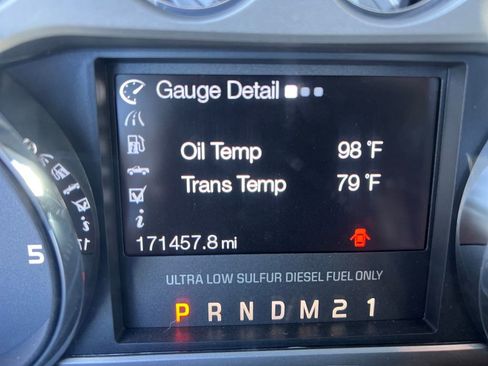 Gauge Detail
Oil Temp 98 °F
Trans Temp 79 °F
i
171457.8 mi
ULTRA LOW SULFUR DIESEL FUEL ONLY
P R N D M 2 1
5